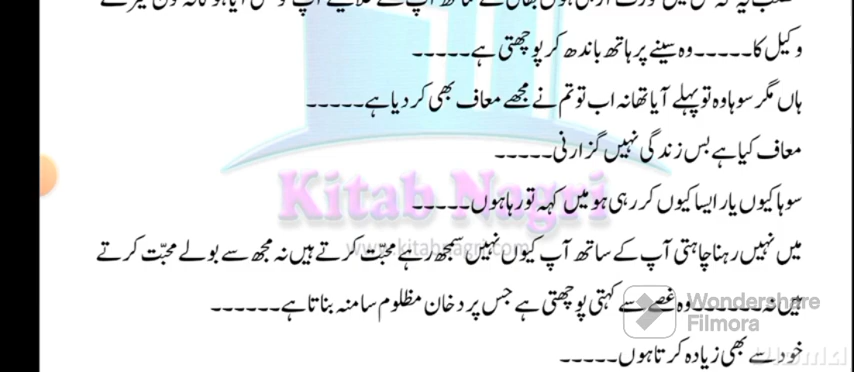 وکیل کا۔۔۔۔۔وہ سینے پر ہاتھ باندھ کر پوچھتی ہے۔۔۔۔۔
ہاں مگر سوہا وہ تو پہلے آیا تھا نہ اب تو تم نے مجھے معاف بھی کر دیا ہے۔۔۔۔۔
معاف کیا ہے بس زندگی نہیں گزارنی۔۔۔۔۔
Kitab Nagri
سوہا کیوں یار ایسا کیوں کر رہی ہو میں کہہ تو رہا ہوں۔۔۔۔۔
www.kitabnagri.com
میں نہیں رہنا چاہتی آپ کے ساتھ آپ کیوں نہیں سمجھ رہے محبّت کرتے ہیں نہ مجھ سے بولے محبّت کرتے
ہیں نہ۔۔۔۔۔۔وہ غصے سے کہتی پوچھتی ہے جس پر دخان مظلوم سا منہ بناتا ہے۔۔۔۔۔۔
Wondershare
Filmora
خود سے بھی زیادہ کرتا ہوں۔۔۔۔۔